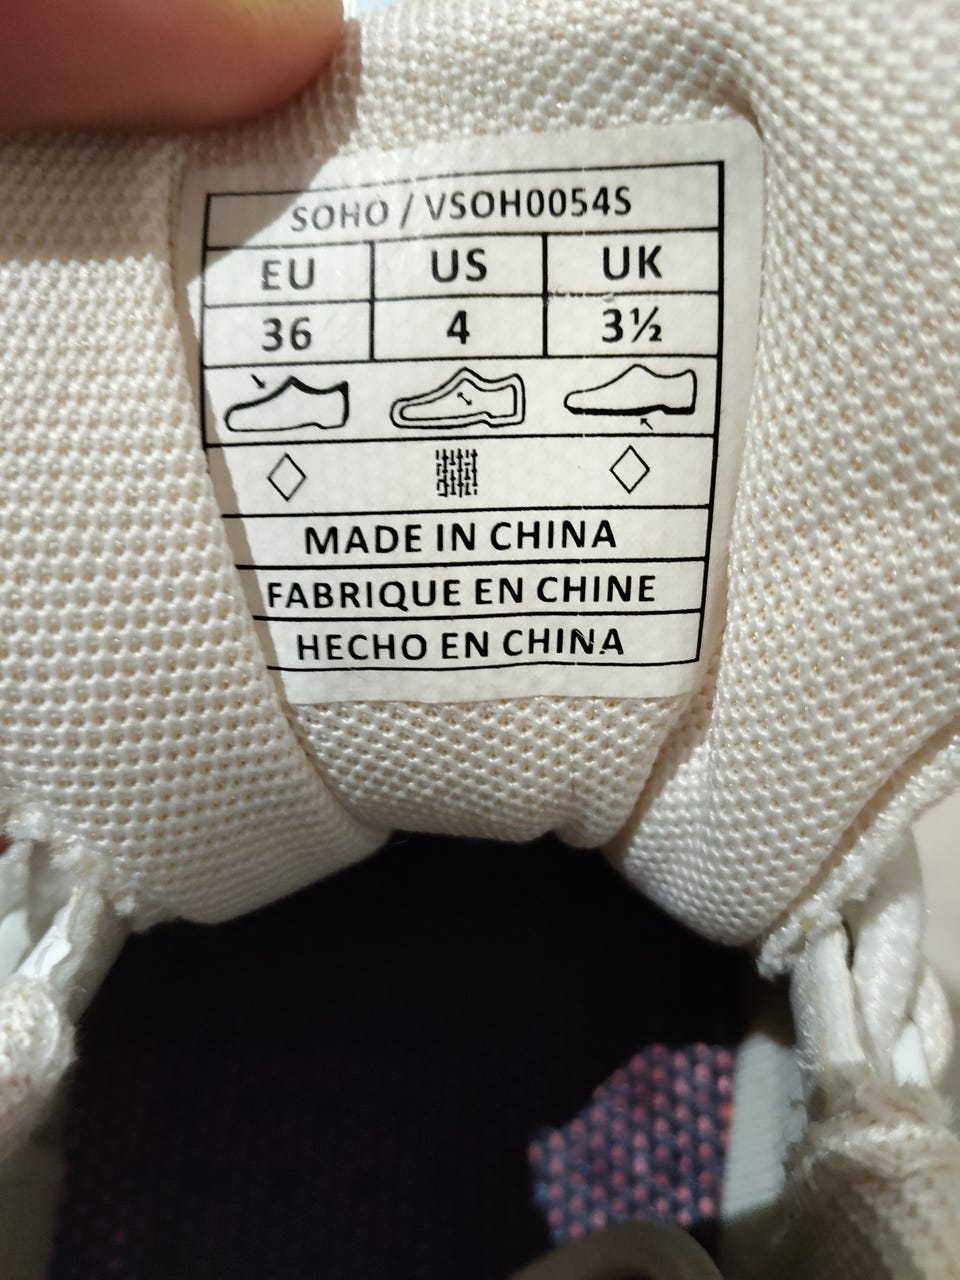 SOHO / VSOH0054S
EU US UK
36 4 3½
MADE IN CHINA
FABRIQUE EN CHINE
HECHO EN CHINA